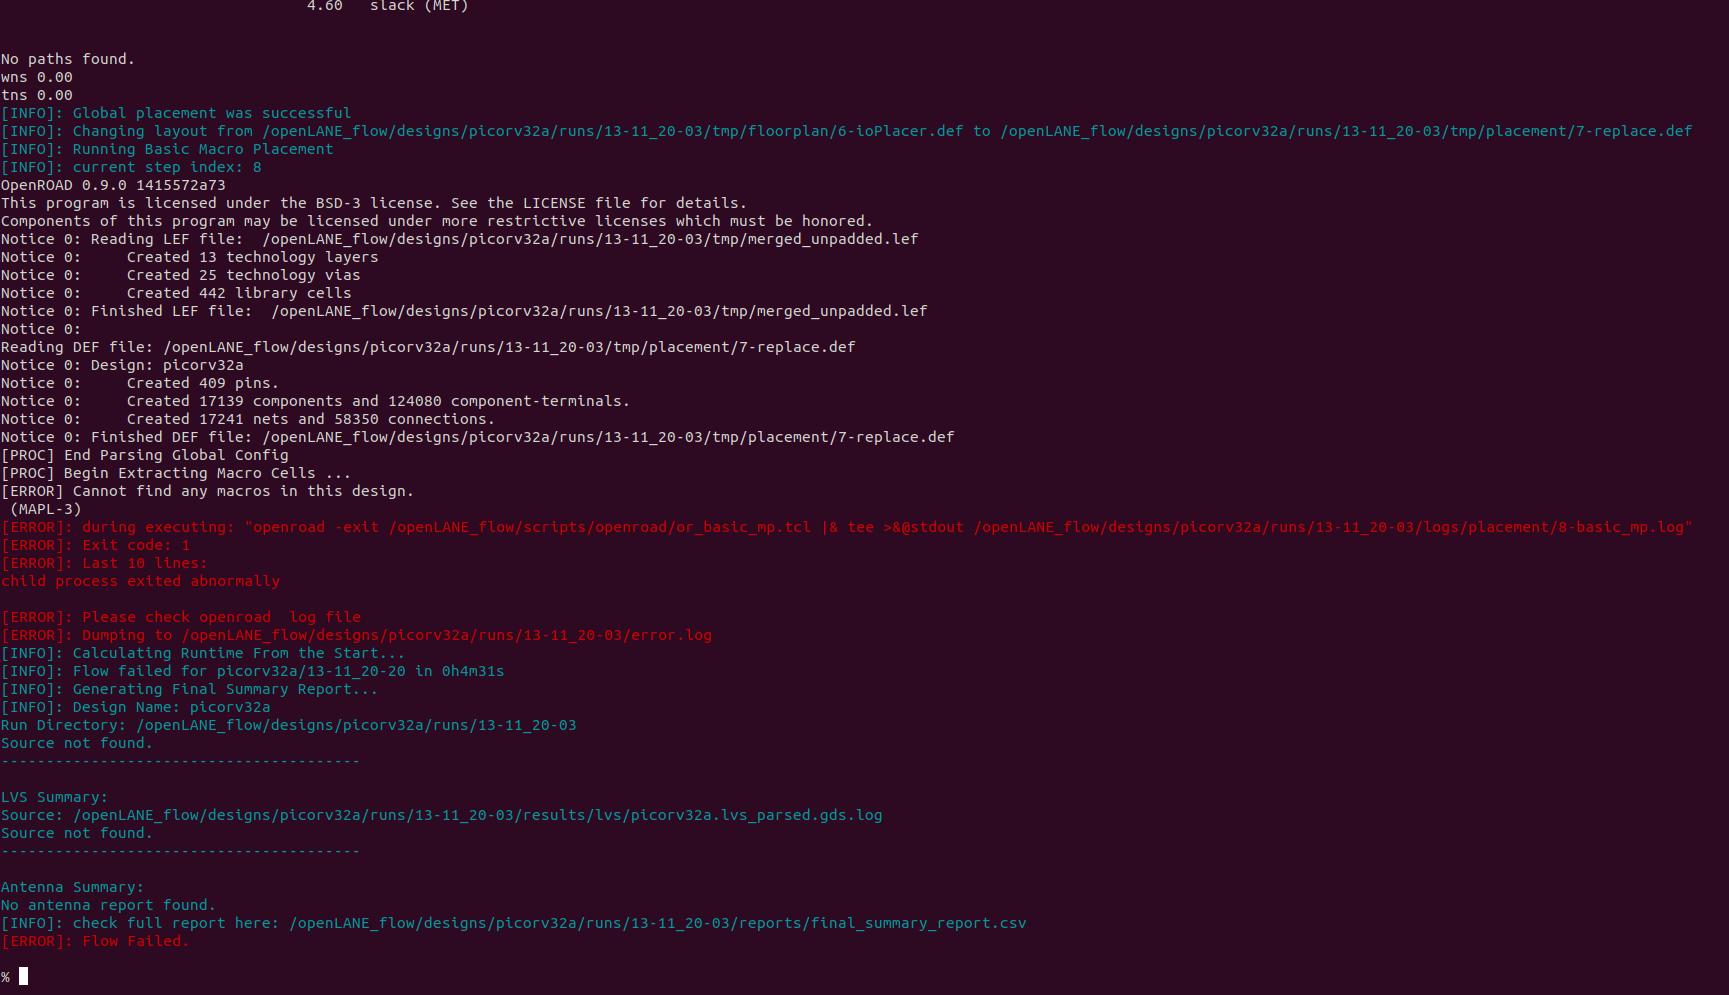 4.60   slack (MET)
No paths found.
wns 0.00
tns 0.00
[INFO]: Global placement was successful
[INFO]: Changing layout from /openLANE_flow/designs/picorv32a/runs/13-11_20-03/tmp/floorplan/6-ioPlacer.def to /openLANE_flow/designs/picorv32a/runs/13-11_20-03/tmp/placement/7-replace.def
[INFO]: Running Basic Macro Placement
[INFO]: current step index: 8
OpenROAD 0.9.0 1415572a73
This program is licensed under the BSD-3 license. See the LICENSE file for details.
Components of this program may be licensed under more restrictive licenses which must be honored.
Notice 0: Reading LEF file:  /openLANE_flow/designs/picorv32a/runs/13-11_20-03/tmp/merged_unpadded.lef
Notice 0:     Created 13 technology layers
Notice 0:     Created 25 technology vias
Notice 0:     Created 442 library cells
Notice 0: Finished LEF file:  /openLANE_flow/designs/picorv32a/runs/13-11_20-03/tmp/merged_unpadded.lef
Notice 0:
Reading DEF file: /openLANE_flow/designs/picorv32a/runs/13-11_20-03/tmp/placement/7-replace.def
Notice 0: Design: picorv32a
Notice 0:     Created 409 pins.
Notice 0:     Created 17139 components and 124080 component-terminals.
Notice 0:     Created 17241 nets and 58350 connections.
Notice 0: Finished DEF file: /openLANE_flow/designs/picorv32a/runs/13-11_20-03/tmp/placement/7-replace.def
[PROC] End Parsing Global Config
[PROC] Begin Extracting Macro Cells ...
[ERROR] Cannot find any macros in this design.
 (MAPL-3)
[ERROR]: during executing: "openroad -exit /openLANE_flow/scripts/openroad/or_basic_mp.tcl |& tee >&@stdout /openLANE_flow/designs/picorv32a/runs/13-11_20-03/logs/placement/8-basic_mp.log"
[ERROR]: Exit code: 1
[ERROR]: Last 10 lines:
child process exited abnormally
[ERROR]: Please check openroad  log file
[ERROR]: Dumping to /openLANE_flow/designs/picorv32a/runs/13-11_20-03/error.log
[INFO]: Calculating Runtime From the Start...
[INFO]: Flow failed for picorv32a/13-11_20-20 in 0h4m31s
[INFO]: Generating Final Summary Report...
[INFO]: Design Name: picorv32a
Run Directory: /openLANE_flow/designs/picorv32a/runs/13-11_20-03
Source not found.
----------------------------------------
LVS Summary:
Source: /openLANE_flow/designs/picorv32a/runs/13-11_20-03/results/lvs/picorv32a.lvs_parsed.gds.log
Source not found.
----------------------------------------
Antenna Summary:
No antenna report found.
[INFO]: check full report here: /openLANE_flow/designs/picorv32a/runs/13-11_20-03/reports/final_summary_report.csv
[ERROR]: Flow Failed.
%